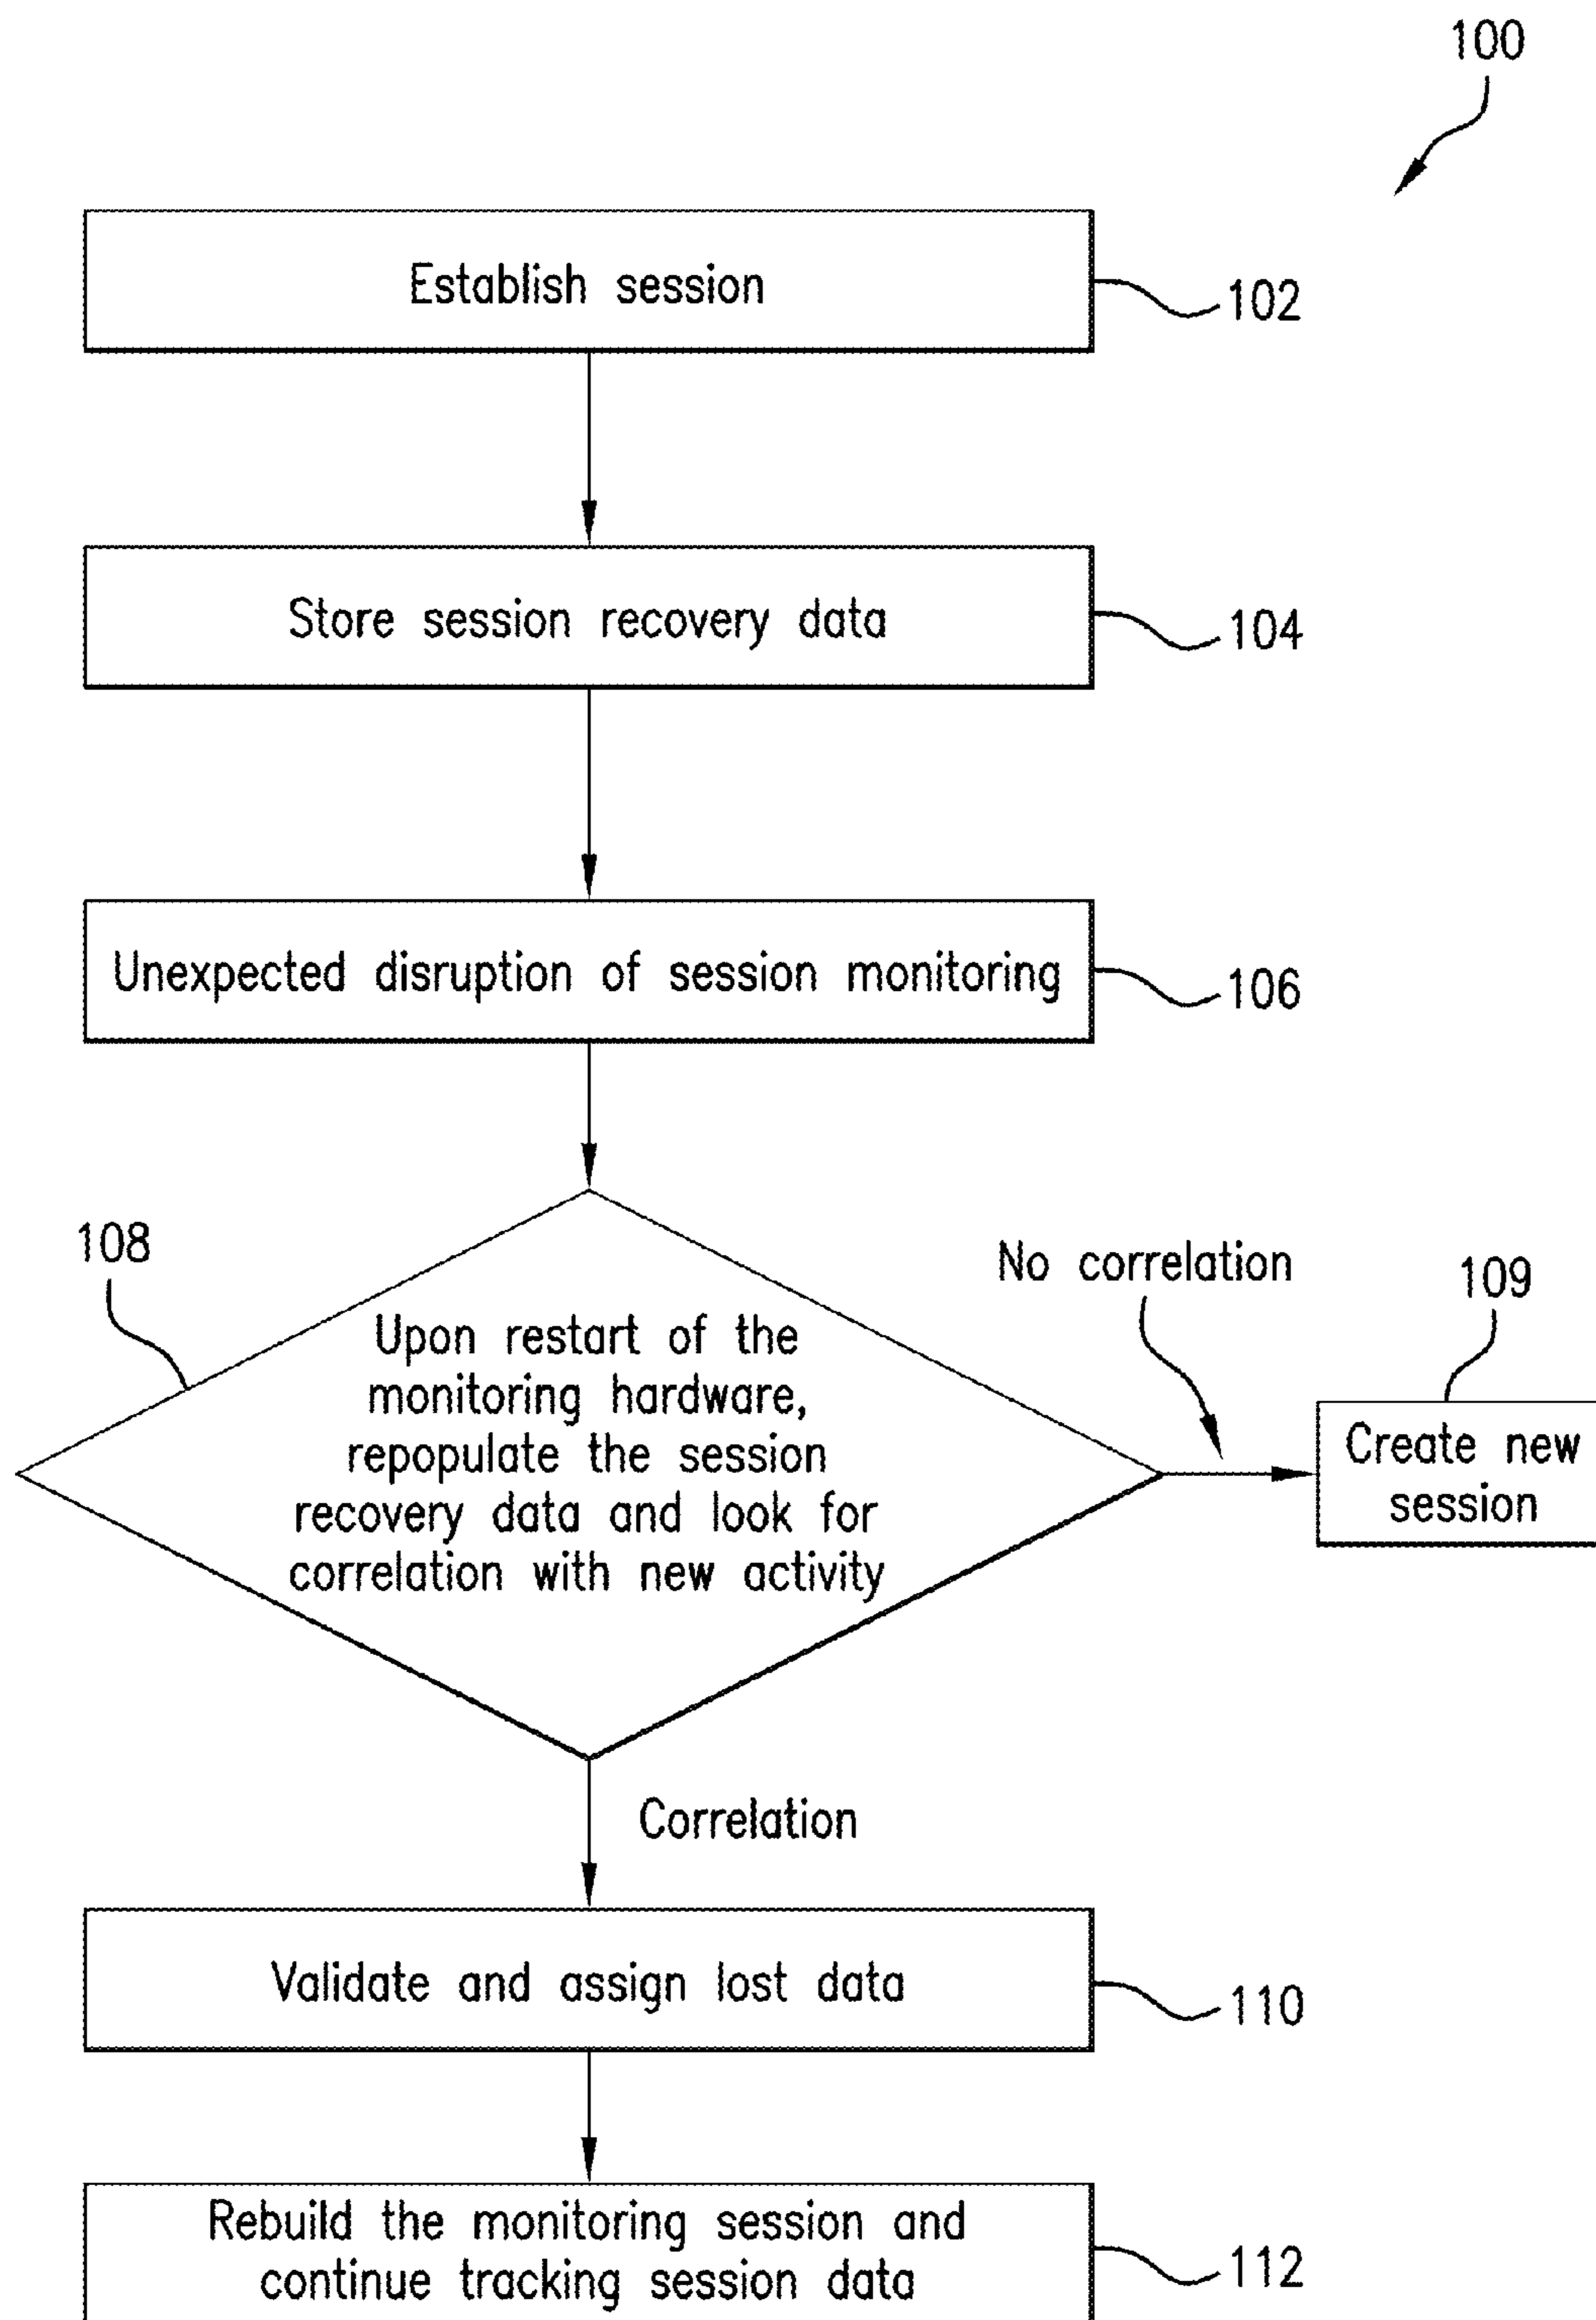 100
Establish session
102
Store session recovery data
104
Unexpected disruption of session monitoring
106
108
Upon restart of the
monitoring hardware,
repopulate the session
recovery data and look for
correlation with new activity
No correlation
109
Create new
session
Correlation
Validate and assign lost data
110
Rebuild the monitoring session and
continue tracking session data
112